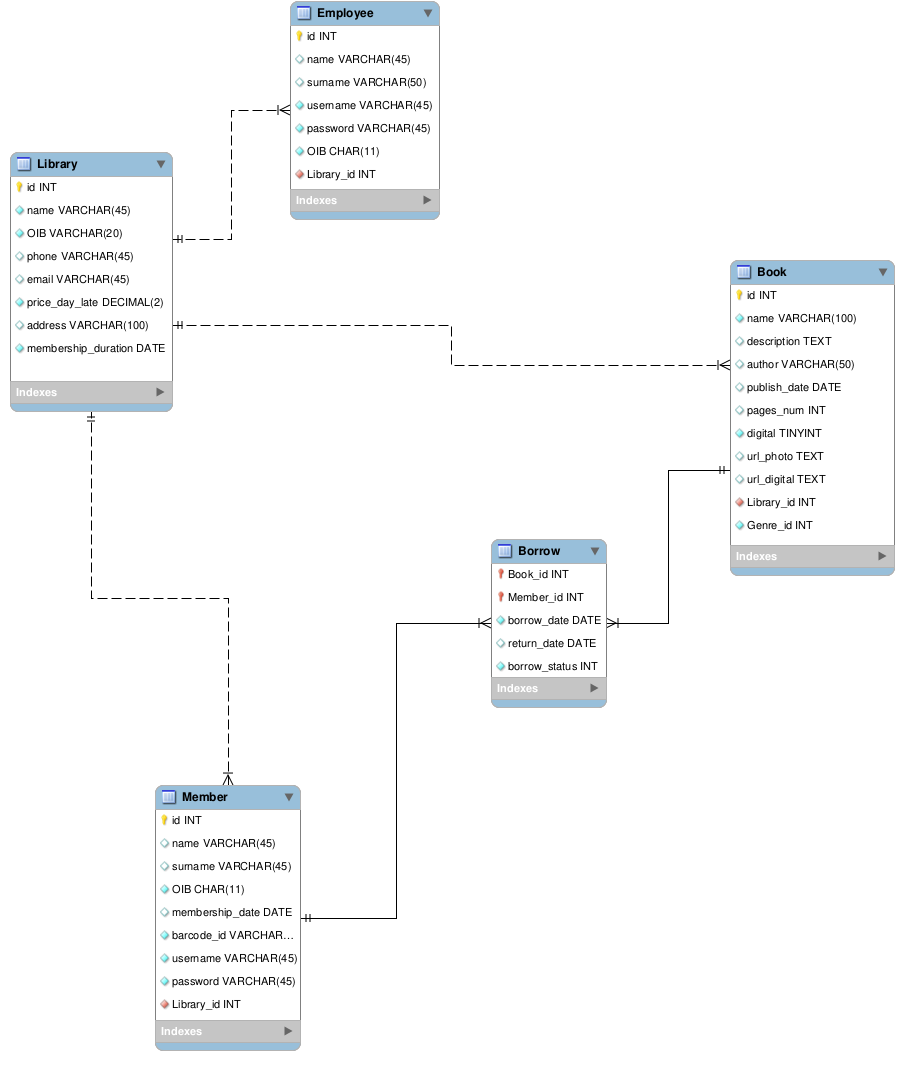 Employee
id INT
name VARCHAR(45)
surname VARCHAR(50)
username VARCHAR(45)
password VARCHAR(45)
OIB CHAR(11)
Library_id INT
Indexes
Library
id INT
name VARCHAR(45)
OIB VARCHAR(20)
phone VARCHAR(45)
email VARCHAR(45)
price_day_late DECIMAL(2)
address VARCHAR(100)
membership_duration DATE
Indexes
Book
id INT
name VARCHAR(100)
description TEXT
author VARCHAR(50)
publish_date DATE
pages_num INT
digital TINYINT
url_photo TEXT
url_digital TEXT
Library_id INT
Genre_id INT
Indexes
Borrow
Book_id INT
Member_id INT
borrow_date DATE
return_date DATE
borrow_status INT
Indexes
Member
id INT
name VARCHAR(45)
surname VARCHAR(45)
OIB CHAR(11)
membership_date DATE
barcode_id VARCHAR...
username VARCHAR(45)
password VARCHAR(45)
Library_id INT
Indexes